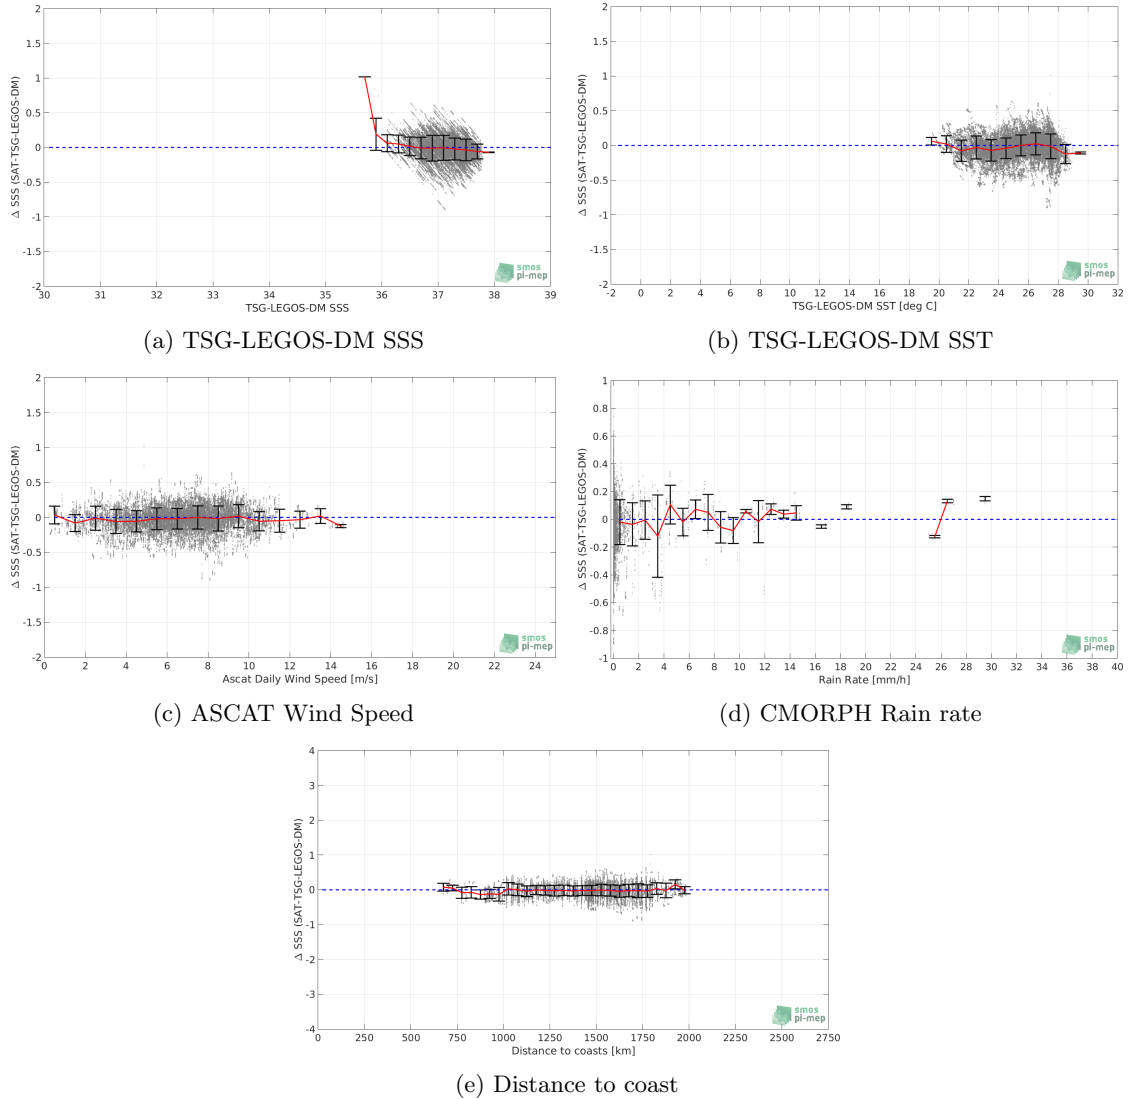 2
1.5
1
0.5
0
-0.5
-1
-1.5
-2
Δ SSS (SAT-TSG-LEGOS-DM)
30 31 32 33 34 35 36 37 38 39
TSG-LEGOS-DM SSS
smos
pi-mep
(a) TSG-LEGOS-DM SSS
2
1.5
1
0.5
0
-0.5
-1
-1.5
-2
Δ SSS (SAT-TSG-LEGOS-DM)
-2 0 2 4 6 8 10 12 14 16 18 20 22 24 26 28 30 32
TSG-LEGOS-DM SST [deg C]
smos
pi-mep
(b) TSG-LEGOS-DM SST
2
1.5
1
0.5
0
-0.5
-1
-1.5
-2
Δ SSS (SAT-TSG-LEGOS-DM)
0 2 4 6 8 10 12 14 16 18 20 22 24
Ascat Daily Wind Speed [m/s]
smos
pi-mep
(c) ASCAT Wind Speed
1
0.8
0.6
0.4
0.2
0
-0.2
-0.4
-0.6
-0.8
-1
Δ SSS (SAT-TSG-LEGOS-DM)
0 2 4 6 8 10 12 14 16 18 20 22 24 26 28 30 32 34 36 38 40
Rain Rate [mm/h]
smos
pi-mep
(d) CMORPH Rain rate
4
3
2
1
0
-1
-2
-3
-4
Δ SSS (SAT-TSG-LEGOS-DM)
0 250 500 750 1000 1250 1500 1750 2000 2250 2500 2750
Distance to coasts [km]
smos
pi-mep
(e) Distance to coast